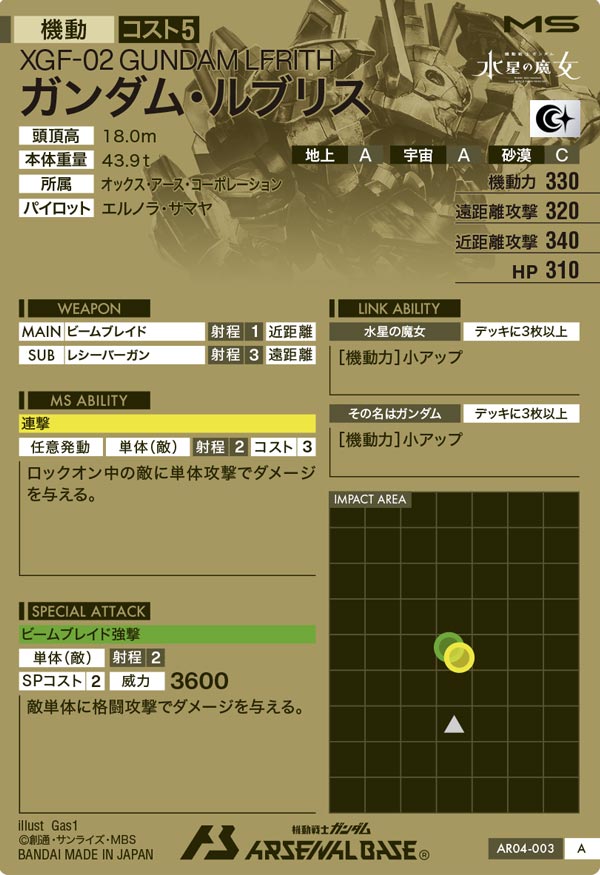 機動 コスト5
MS
XGF-02 GUNDAM LFRITH
ガンダム・ルブリス
機動戦士ガンダム
水星の魔女
頭頂高 18.0m
本体重量 43.9t
所属 オックス・アース・コーポレーション
パイロット エルノラ・サマヤ
地上 A 宇宙 A 砂漠 C
機動力 330
遠距離攻撃 320
近距離攻撃 340
HP 310
WEAPON
MAIN ビームブレイド 射程 1 近距離
SUB レシーバーガン 射程 3 遠距離
MS ABILITY
連撃
任意発動 単体(敵) 射程 2 コスト 3
ロックオン中の敵に単体攻撃でダメージ
を与える。
SPECIAL ATTACK
ビームブレイド強撃
単体(敵) 射程 2
SPコスト 2 威力 3600
敵単体に格闘攻撃でダメージを与える。
LINK ABILITY
水星の魔女 デッキに3枚以上
[機動力]小アップ
その名はガンダム デッキに3枚以上
[機動力]小アップ
IMPACT AREA
illust Gas1
©創通・サンライズ・MBS
BANDAI MADE IN JAPAN
機動戦士ガンダム
ARSENAL BASE®
AR04-003 A